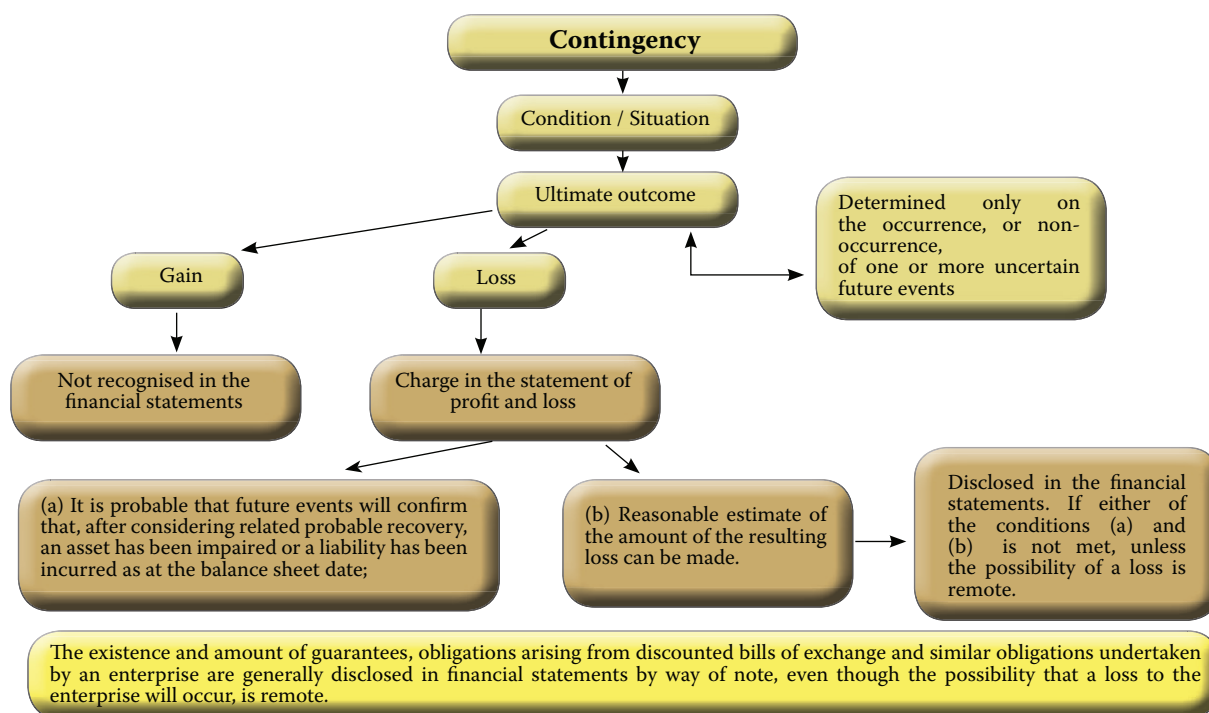 Contingency
Condition / Situation
Ultimate outcome
Determined only on
the occurrence, or non-
occurrence,
of one or more uncertain
future events
Gain
Loss
Not recognised in the
financial statements
Charge in the statement of
profit and loss
(a) It is probable that future events will confirm
that, after considering related probable recovery,
an asset has been impaired or a liability has been
incurred as at the balance sheet date;
(b) Reasonable estimate of
the amount of the resulting
loss can be made.
Disclosed in the financial
statements. If either of
the conditions (a) and
(b) is not met, unless
the possibility of a loss is
remote.
The existence and amount of guarantees, obligations arising from discounted bills of exchange and similar obligations undertaken
by an enterprise are generally disclosed in financial statements by way of note, even though the possibility that a loss to the
enterprise will occur, is remote.